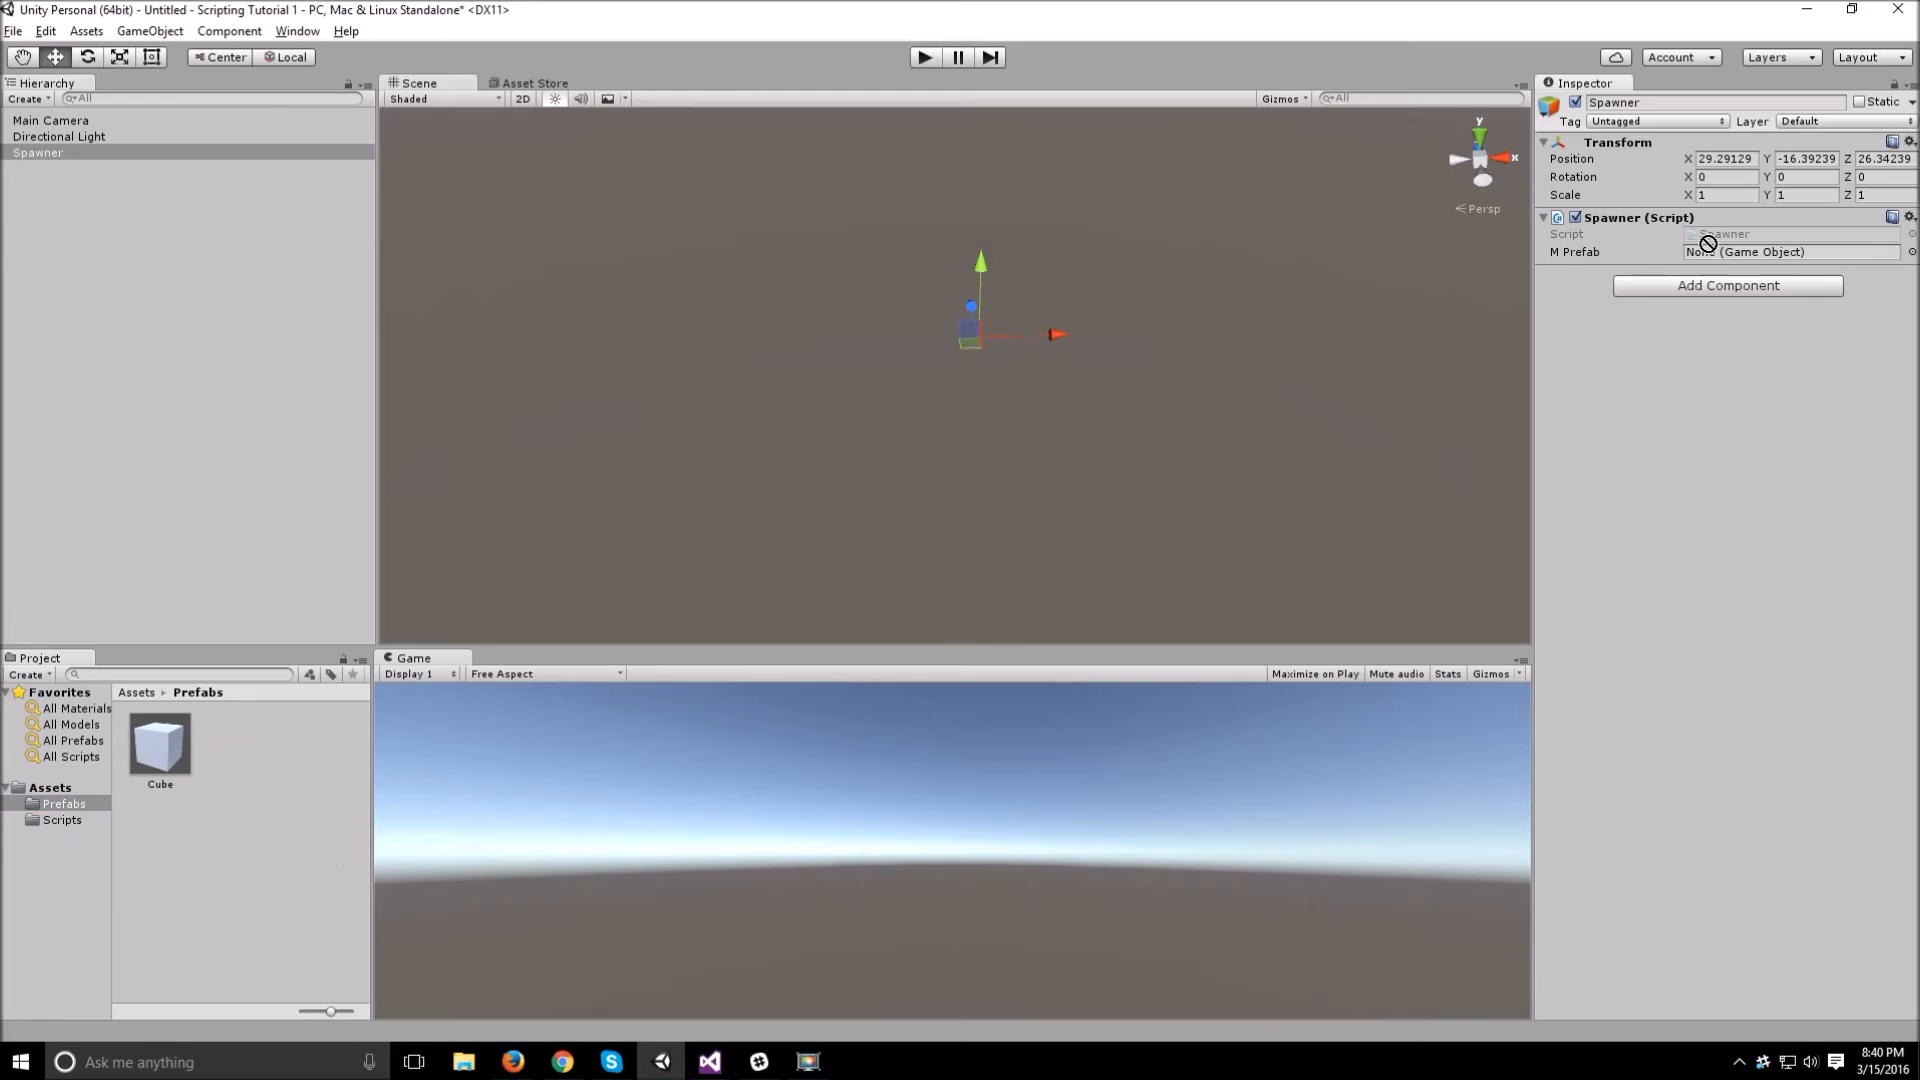 Unity Personal (64bit) - Untitled - Scripting Tutorial 1 - PC, Mac & Linux Standalone* <DX11>
File Edit Assets GameObject Component Window Help
Center Local Account Layers Layout
Hierarchy
Create All
Main Camera
Directional Light
Spawner
Scene Asset Store
Shaded 2D Gizmos All
y
x
Persp
Inspector
Spawner Static
Tag Untagged Layer Default
Transform
Position X 29.29129 Y -16.39239 Z 26.34239
Rotation X 0 Y 0 Z 0
Scale X 1 Y 1 Z 1
Spawner (Script)
Script Spawner
M Prefab None (Game Object)
Add Component
Project
Create
Favorites
All Materials
All Models
All Prefabs
All Scripts
Assets
Prefabs
Scripts
Assets Prefabs
Cube
Game
Display 1 Free Aspect Maximize on Play Mute audio Stats Gizmos
Ask me anything
8:40 PM
3/15/2016